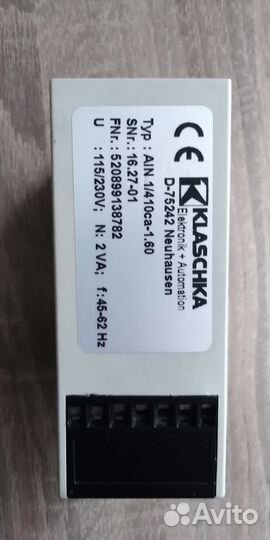 CE K KLASCHKA
Elektronik + Automation
D-75242 Neuhausen
Typ : AIN 1/410ca-1.60
SNr.: 16.27-01
FNr.: 520899138782
U : 115/230V; N: 2 VA; f: 45-62 Hz
Avito